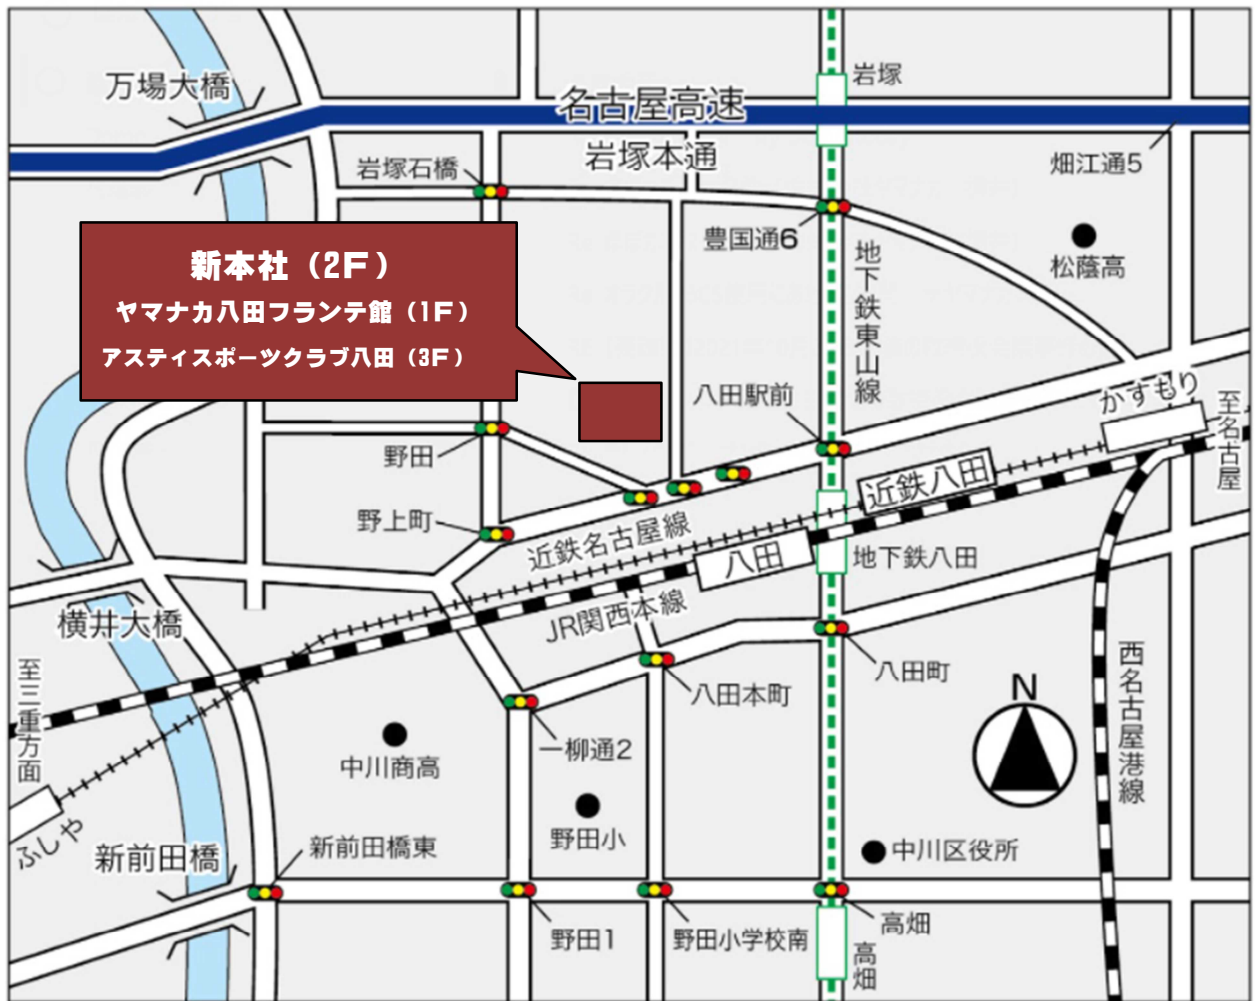 岩塚
万場大橋
名古屋高速
岩塚本通
畑江通5
岩塚石橋
豊国通6
松蔭高
地下鉄東山線
新本社（2F）
ヤマナカ八田フランテ館（1F）
アスティスポーツクラブ八田（3F）
八田駅前
かすもり
至名古屋
野田
近鉄八田
野上町
近鉄名古屋線
八田
地下鉄八田
JR関西本線
横井大橋
八田町
西名古屋港線
至三重方面
八田本町
N
一柳通2
中川商高
野田小
ふしや
新前田橋
新前田橋東
中川区役所
高畑
野田1
野田小学校南
高畑